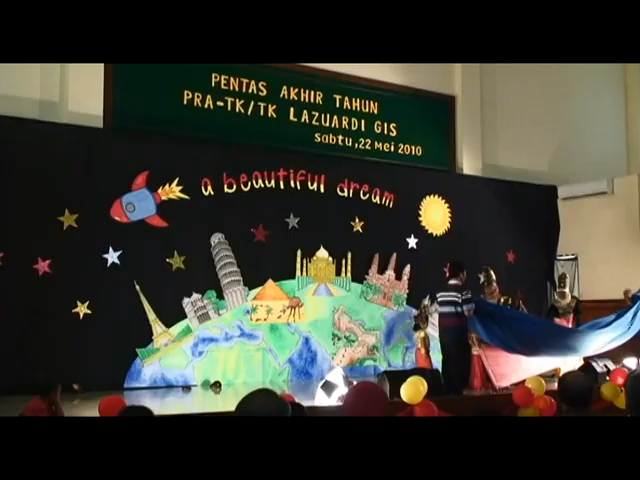 PENTAS AKHIR TAHUN
PRA-TK/TK LAZUARDI GIS
Sabtu, 22 Mei 2010
a beautiful dream